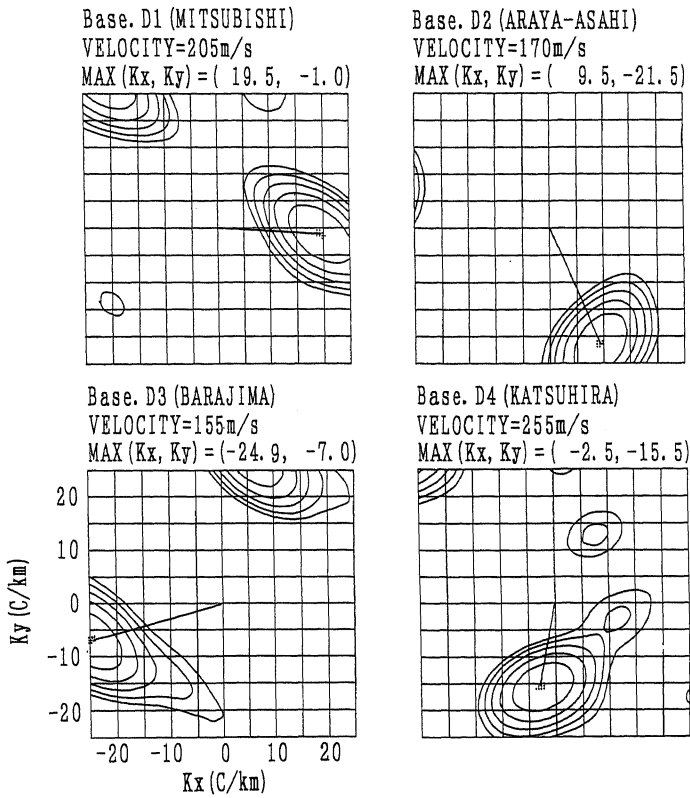 Base. D1 (MITSUBISHI)
VELOCITY=205m/s
MAX (Kx, Ky) = ( 19.5, -1.0)
Base. D2 (ARAYA-ASAHI)
VELOCITY=170m/s
MAX (Kx, Ky) = ( 9.5, -21.5)
Base. D3 (BARAJIMA)
VELOCITY=155m/s
MAX (Kx, Ky) = (-24.9, -7.0)
Base. D4 (KATSUHIRA)
VELOCITY=255m/s
MAX (Kx, Ky) = ( -2.5, -15.5)
20
10
0
-10
-20
Ky (C/km)
-20 -10 0 10 20
Kx (C/km)